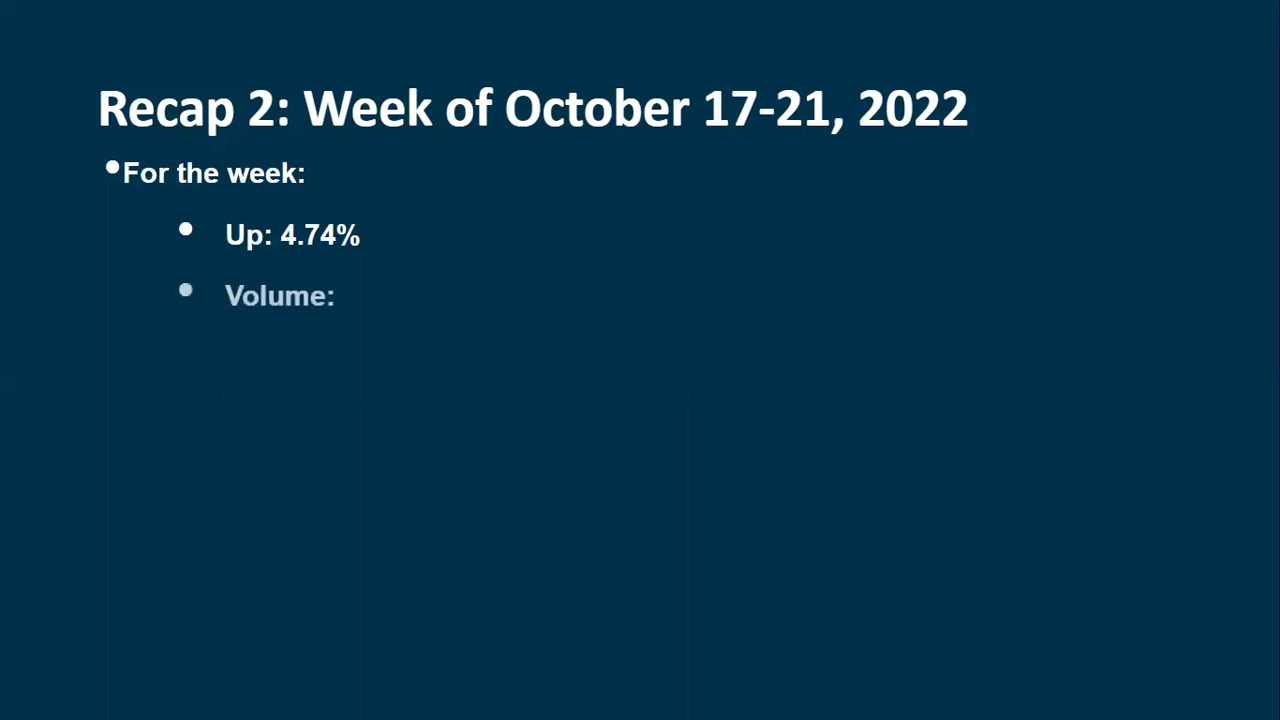 Recap 2: Week of October 17-21, 2022
•For the week:
• Up: 4.74%
• Volume: